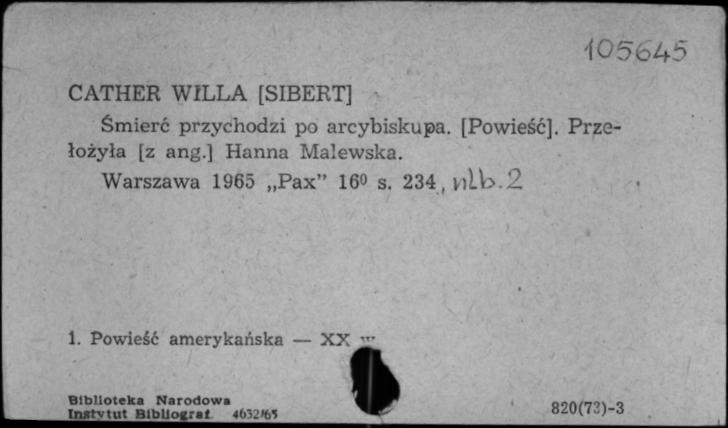 105645
CATHER WILLA [SIBERT]
Śmierć przychodzi po arcybiskupa. [Powieść]. Prze-
łożyła [z ang.] Hanna Malewska.
Warszawa 1965 „Pax” 16⁰ s. 234, nlb. 2
1. Powieść amerykańska — XX w
Biblioteka Narodowa
Instytut Bibliograf. 4632/65
820(73)-3